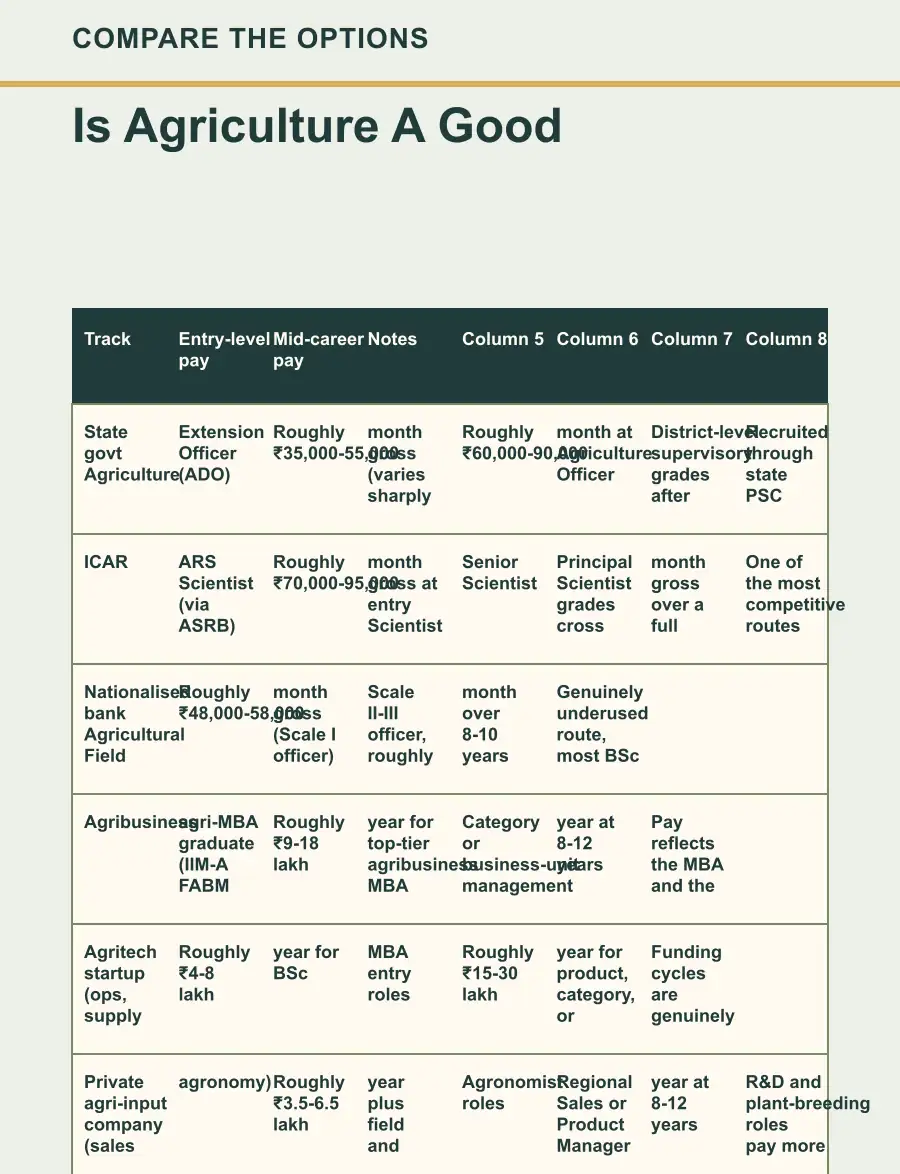 COMPARE THE OPTIONS
Is Agriculture A Good
Track
Entry-level
pay
Mid-career
pay
Notes
Column 5
Column 6
Column 7
Column 8
State
govt
Agriculture
Extension
Officer
(ADO)
Roughly
₹35,000-55,000
month
gross
(varies
sharply
Roughly
₹60,000-90,000
month at
Agriculture
Officer
District-level
supervisory
grades
after
Recruited
through
state
PSC
ICAR
ARS
Scientist
(via
ASRB)
Roughly
₹70,000-95,000
month
gross at
entry
Scientist
Senior
Scientist
Principal
Scientist
grades
cross
month
gross
over a
full
One of
the most
competitive
routes
Nationalised
bank
Agricultural
Field
Roughly
₹48,000-58,000
month
gross
(Scale I
officer)
Scale
II-III
officer,
roughly
month
over
8-10
years
Genuinely
underused
route,
most BSc
Agribusiness
agri-MBA
graduate
(IIM-A
FABM
Roughly
₹9-18
lakh
year for
top-tier
agribusiness
MBA
Category
or
business-unit
management
year at
8-12
years
Pay
reflects
the MBA
and the
Agritech
startup
(ops,
supply
Roughly
₹4-8
lakh
year for
BSc
MBA
entry
roles
Roughly
₹15-30
lakh
year for
product,
category,
or
Funding
cycles
are
genuinely
Private
agri-input
company
(sales
agronomy)
Roughly
₹3.5-6.5
lakh
year
plus
field
and
Agronomist
roles
Regional
Sales or
Product
Manager
year at
8-12
years
R&D and
plant-breeding
roles
pay more